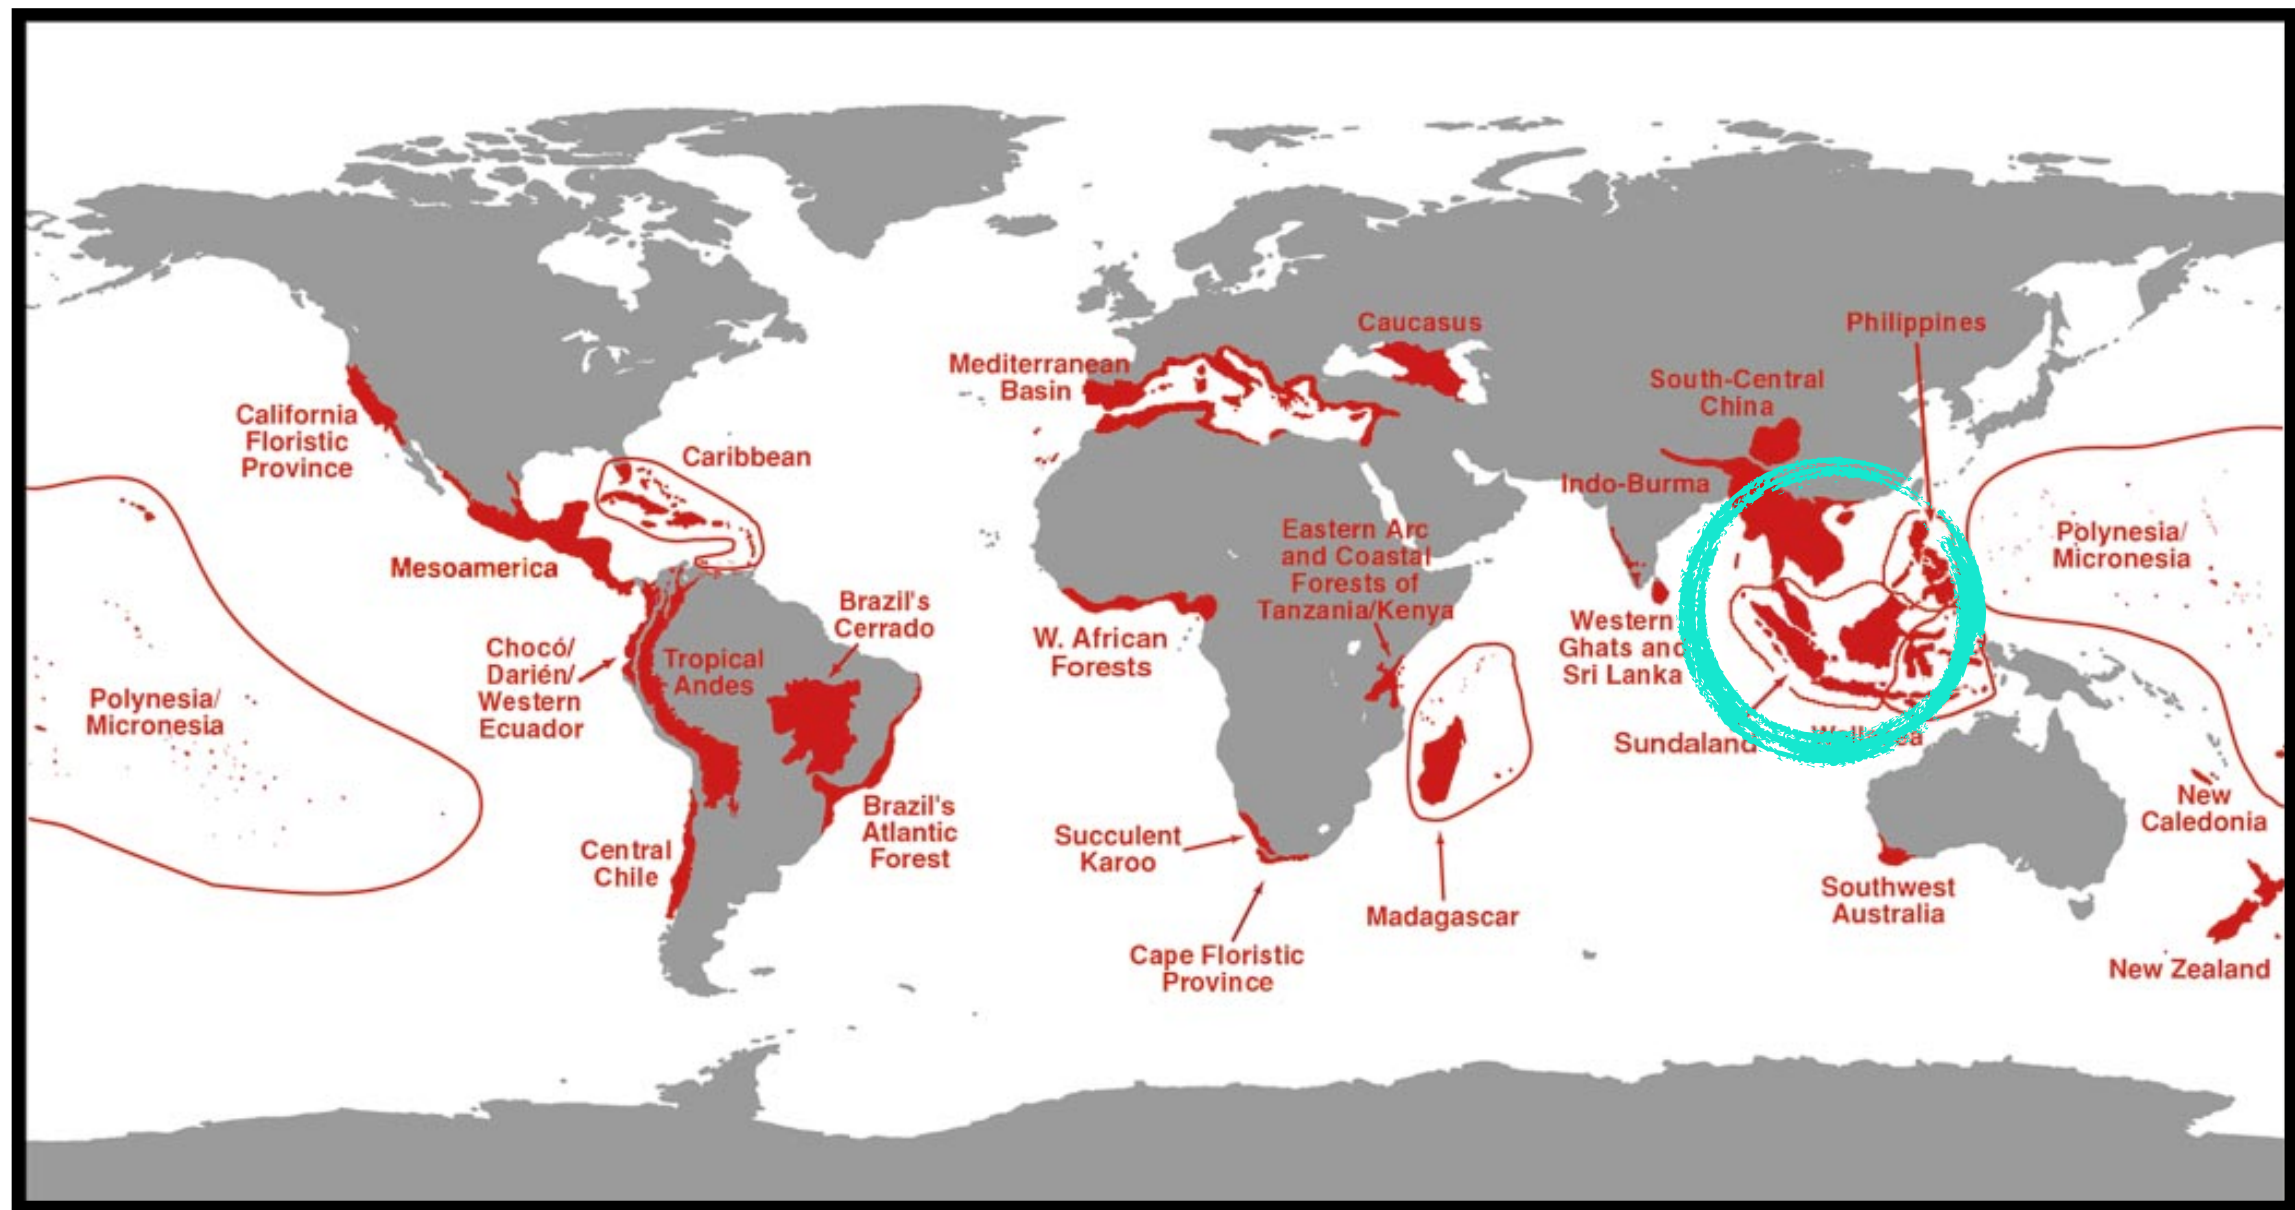 Caucasus
Philippines
Mediterranean
Basin
South-Central
China
California
Floristic
Province
Caribbean
Indo-Burma
Eastern Arc
and Coastal
Forests of
Tanzania/Kenya
Polynesia/
Micronesia
Mesoamerica
Brazil's
Cerrado
W. African
Forests
Western
Ghats and
Sri Lanka
Chocó/
Darién/
Western
Ecuador
Tropical
Andes
Polynesia/
Micronesia
Sundaland
New
Caledonia
Brazil's
Atlantic
Forest
Central
Chile
Succulent
Karoo
Madagascar
Southwest
Australia
Cape Floristic
Province
New Zealand